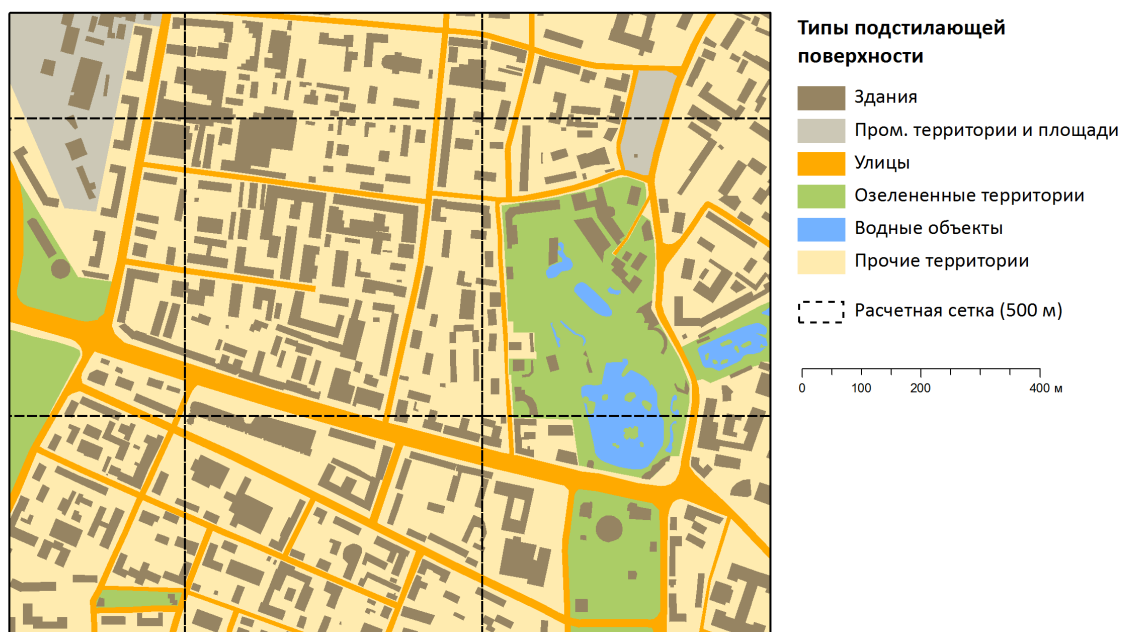 Типы подстилающей
поверхности
Здания
Пром. территории и площади
Улицы
Озелененные территории
Водные объекты
Прочие территории
Расчетная сетка (500 м)
0 100 200 400 м